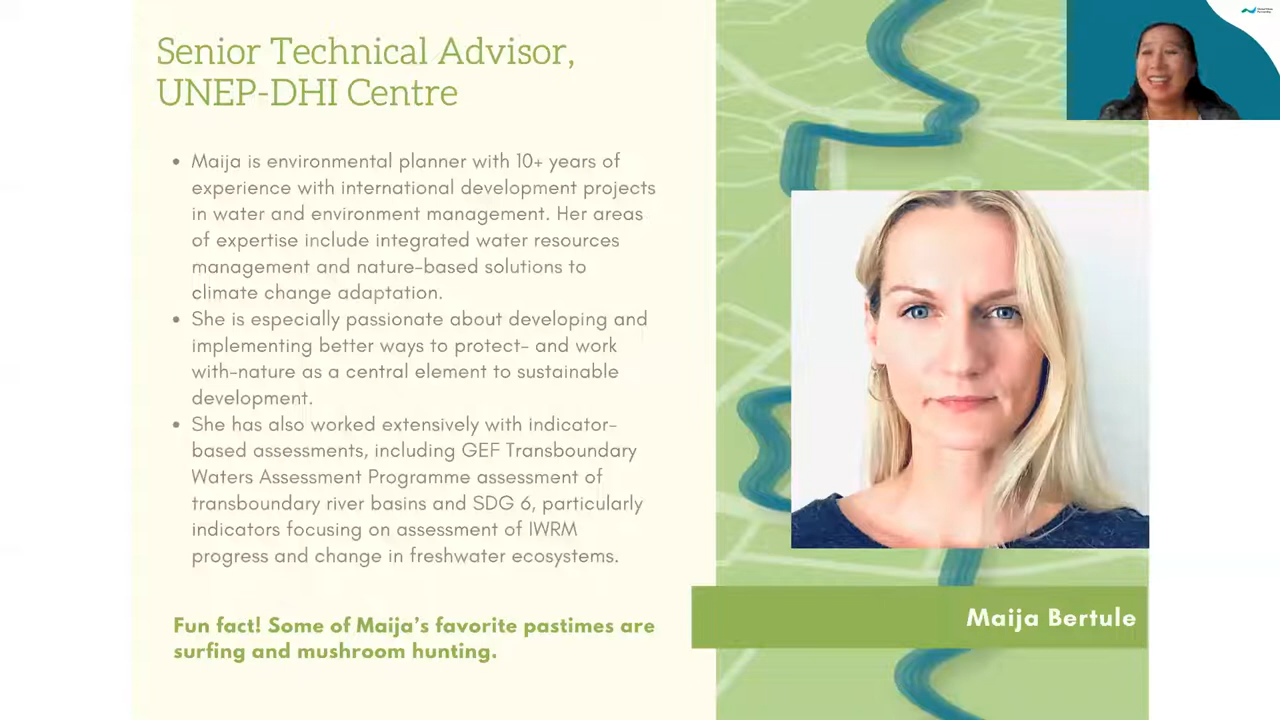 Senior Technical Advisor,
UNEP-DHI Centre
• Maija is environmental planner with 10+ years of
experience with international development projects
in water and environment management. Her areas
of expertise include integrated water resources
management and nature-based solutions to
climate change adaptation.
• She is especially passionate about developing and
implementing better ways to protect- and work
with-nature as a central element to sustainable
development.
• She has also worked extensively with indicator-
based assessments, including GEF Transboundary
Waters Assessment Programme assessment of
transboundary river basins and SDG 6, particularly
indicators focusing on assessment of IWRM
progress and change in freshwater ecosystems.
Fun fact! Some of Maija's favorite pastimes are
surfing and mushroom hunting.
Maija Bertule